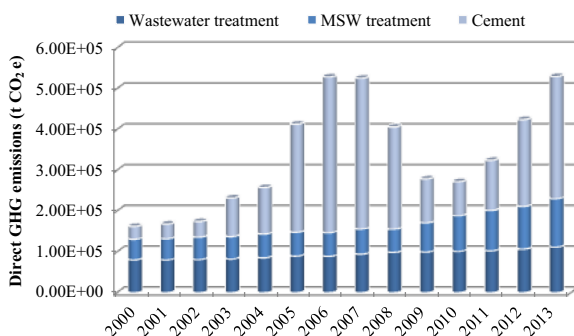 Wastewater treatment MSW treatment Cement
Direct GHG emissions (t CO2 e)
6.00E+05
5.00E+05
4.00E+05
3.00E+05
2.00E+05
1.00E+05
0.00E+00
2000 2001 2002 2003 2004 2005 2006 2007 2008 2009 2010 2011 2012 2013